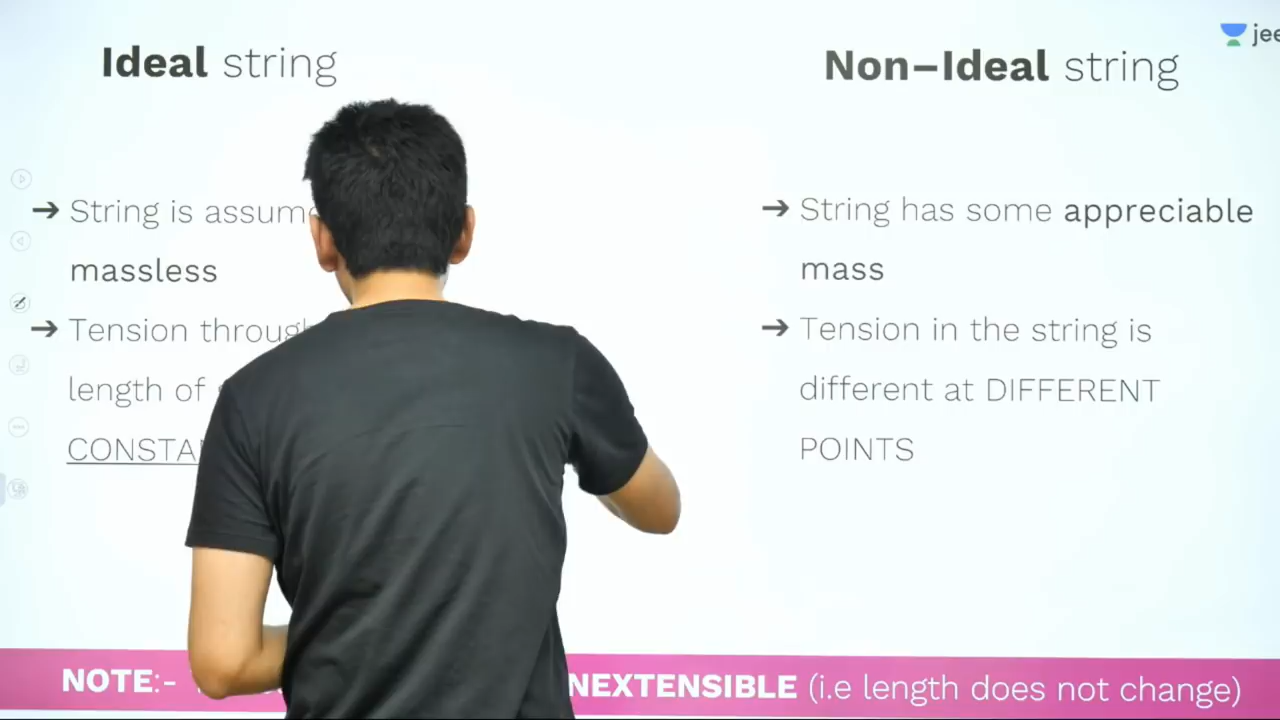 Ideal string
Non-Ideal string
jee
→ String is assum
massless
→ Tension throug
length of
CONSTA
→ String has some appreciable
mass
→ Tension in the string is
different at DIFFERENT
POINTS
NOTE:- NEXTENSIBLE (i.e length does not change)